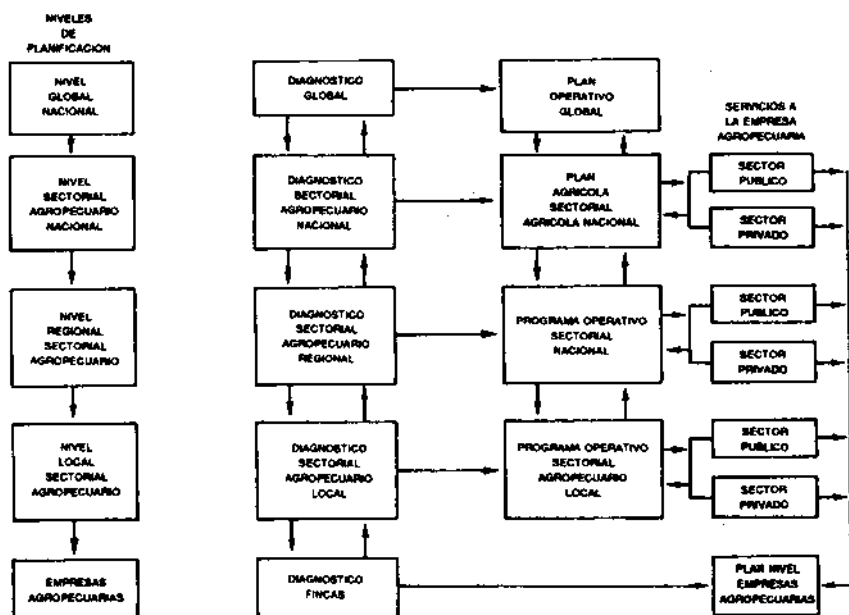 NIVELES
DE
PLANIFICACION
NIVEL
GLOBAL
NACIONAL
DIAGNOSTICO
GLOBAL
PLAN
OPERATIVO
GLOBAL
SERVICIOS A
LA EMPRESA
AGROPECUARIA
NIVEL
SECTORIAL
AGROPECUARIO
NACIONAL
DIAGNOSTICO
SECTORIAL
AGROPECUARIO
NACIONAL
PLAN
AGRICOLA
SECTORIAL
AGRICOLA NACIONAL
SECTOR
PUBLICO
SECTOR
PRIVADO
NIVEL
REGIONAL
SECTORIAL
AGROPECUARIO
DIAGNOSTICO
SECTORIAL
AGROPECUARIO
REGIONAL
PROGRAMA OPERATIVO
SECTORIAL
NACIONAL
SECTOR
PUBLICO
SECTOR
PRIVADO
NIVEL
LOCAL
SECTORIAL
AGROPECUARIO
DIAGNOSTICO
SECTORIAL
AGROPECUARIO
LOCAL
PROGRAMA OPERATIVO
SECTORIAL
AGROPECUARIO
LOCAL
SECTOR
PUBLICO
SECTOR
PRIVADO
EMPRESAS
AGROPECUARIAS
DIAGNOSTICO
FINCAS
PLAN NIVEL
EMPRESAS
AGROPECUARIAS